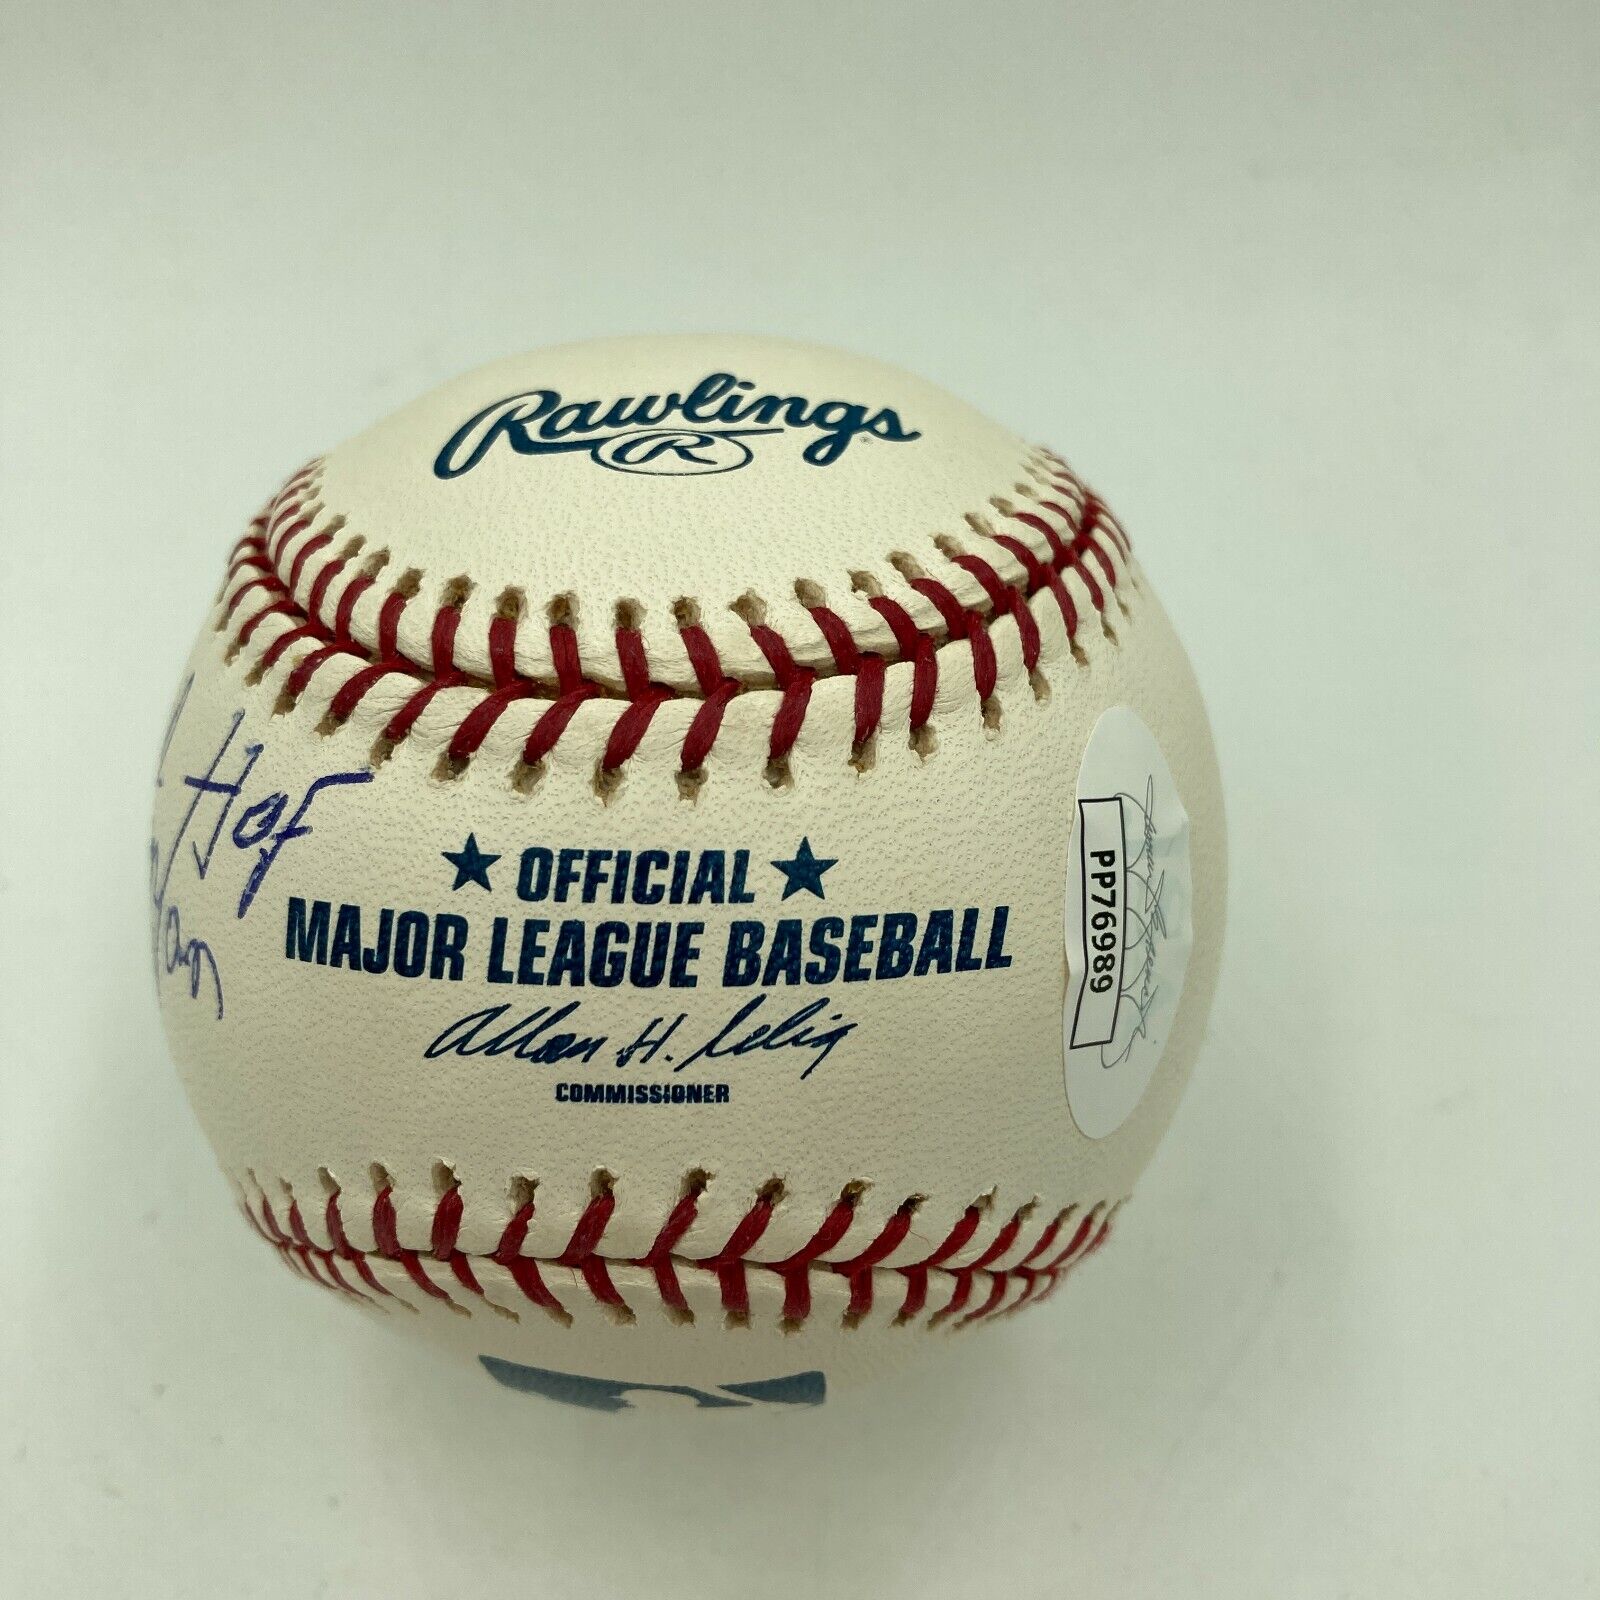 Rawlings
R
HOF
★ OFFICIAL ★
MAJOR LEAGUE BASEBALL
Allan H. Selig
COMMISSIONER
PP76989